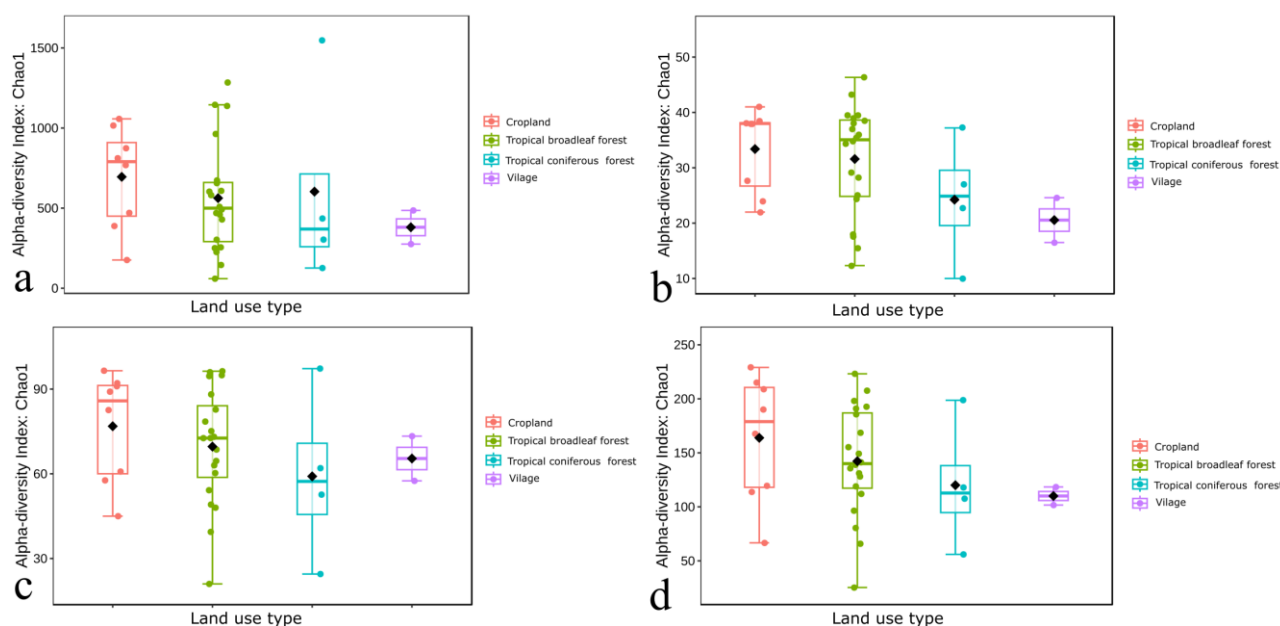 Alpha-diversity Index: Chao1
1500
1000
500
0
a
Land use type
Cropland
Tropical broadleaf forest
Tropical coniferous forest
Vilage
Alpha-diversity Index: Chao1
50
40
30
20
10
b
Land use type
Cropland
Tropical broadleaf forest
Tropical coniferous forest
Vilage
Alpha-diversity Index: Chao1
90
60
30
c
Land use type
Cropland
Tropical broadleaf forest
Tropical coniferous forest
Vilage
Alpha-diversity Index: Chao1
250
200
150
100
50
d
Land use type
Cropland
Tropical broadleaf forest
Tropical coniferous forest
Vilage